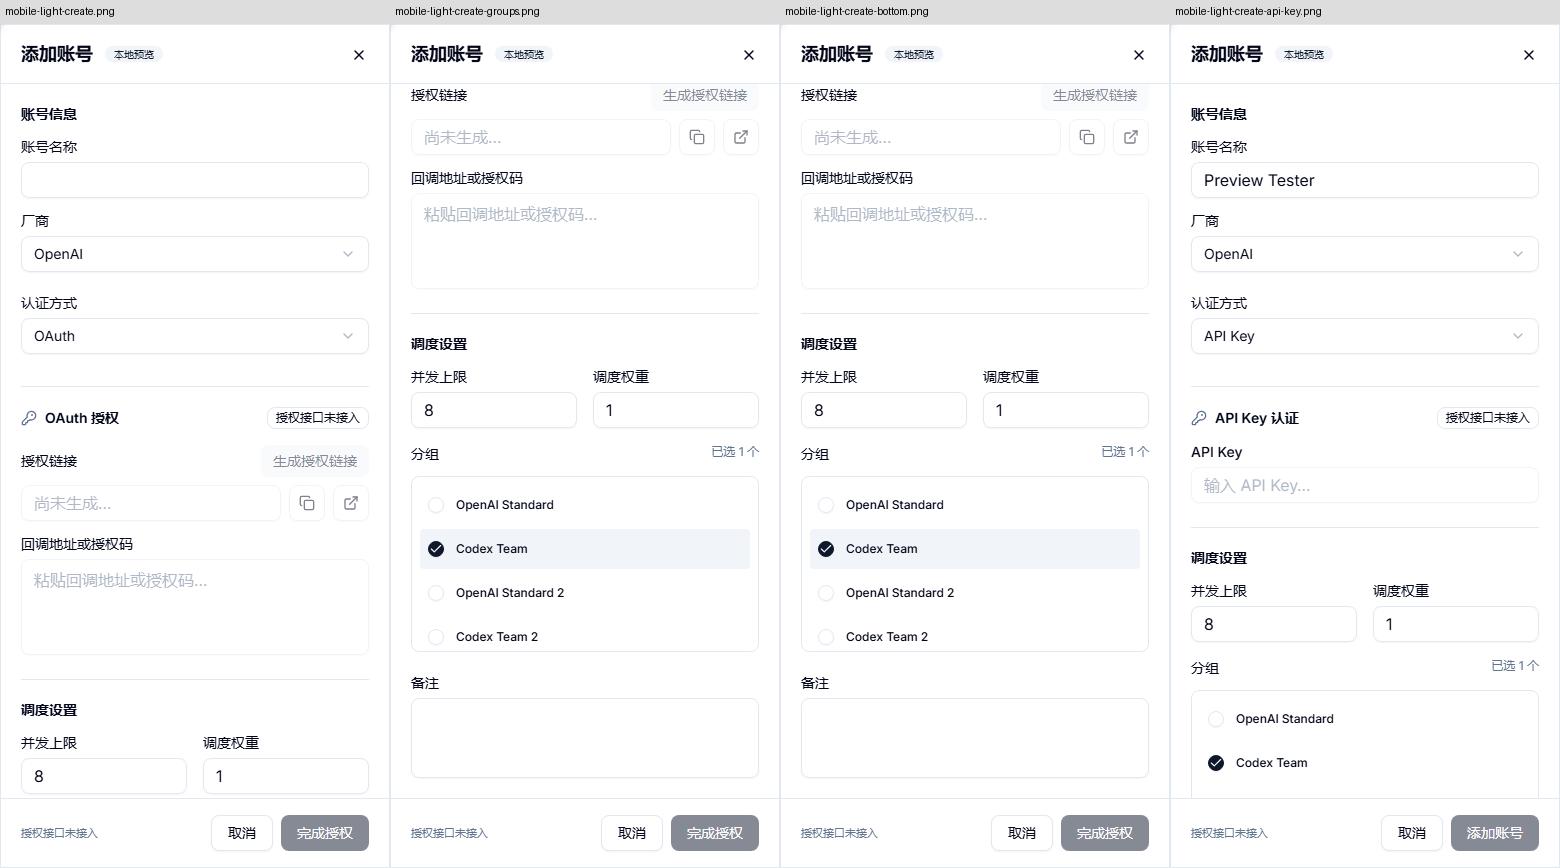 mobile-light-create.png
添加账号 本地预览
账号信息
账号名称
厂商
OpenAI
认证方式
OAuth
OAuth 授权 授权接口未接入
授权链接 生成授权链接
尚未生成...
回调地址或授权码
粘贴回调地址或授权码...
调度设置
并发上限 调度权重
8 1
授权接口未接入 取消 完成授权
mobile-light-create-groups.png
添加账号 本地预览
授权链接 生成授权链接
尚未生成...
回调地址或授权码
粘贴回调地址或授权码...
调度设置
并发上限 调度权重
8 1
分组 已选 1 个
OpenAI Standard
Codex Team
OpenAI Standard 2
Codex Team 2
备注
授权接口未接入 取消 完成授权
mobile-light-create-bottom.png
添加账号 本地预览
授权链接 生成授权链接
尚未生成...
回调地址或授权码
粘贴回调地址或授权码...
调度设置
并发上限 调度权重
8 1
分组 已选 1 个
OpenAI Standard
Codex Team
OpenAI Standard 2
Codex Team 2
备注
授权接口未接入 取消 完成授权
mobile-light-create-api-key.png
添加账号 本地预览
账号信息
账号名称
Preview Tester
厂商
OpenAI
认证方式
API Key
API Key 认证 授权接口未接入
API Key
输入 API Key...
调度设置
并发上限 调度权重
8 1
分组 已选 1 个
OpenAI Standard
Codex Team
授权接口未接入 取消 添加账号